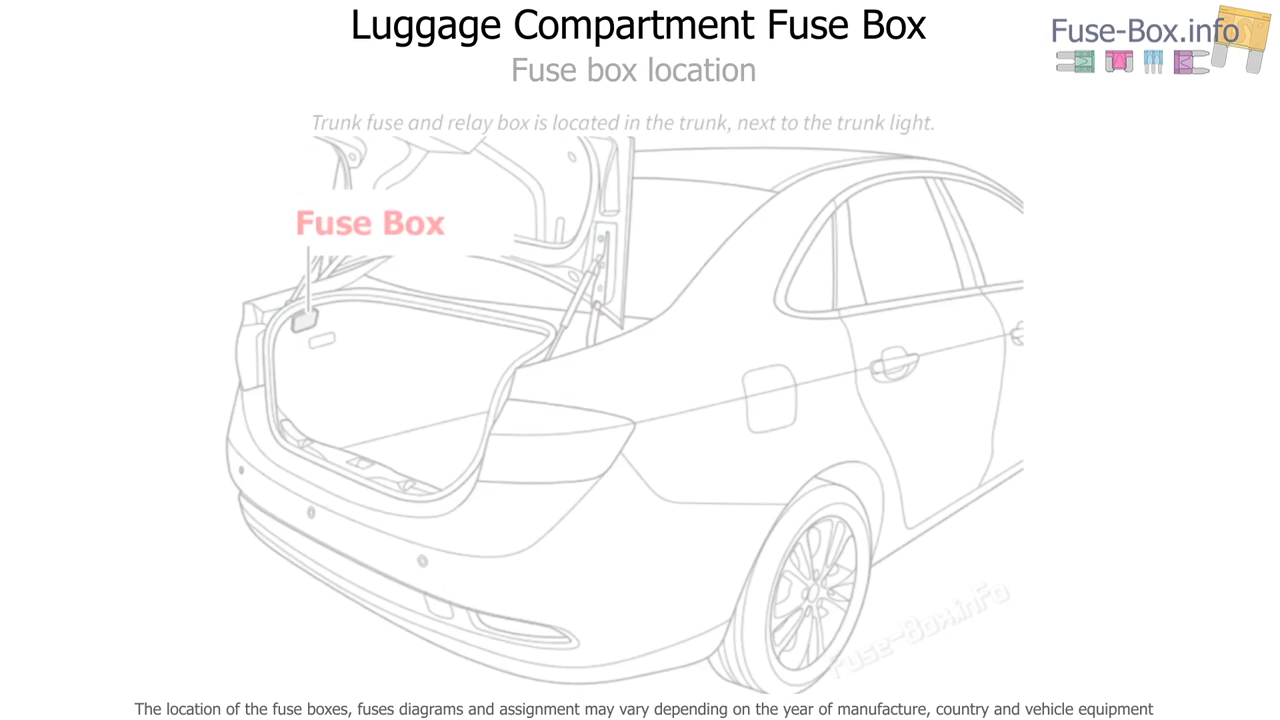 Luggage Compartment Fuse Box
Fuse-Box.info
Fuse box location
Trunk fuse and relay box is located in the trunk, next to the trunk light.
Fuse Box
Fuse-Box.info
The location of the fuse boxes, fuses diagrams and assignment may vary depending on the year of manufacture, country and vehicle equipment